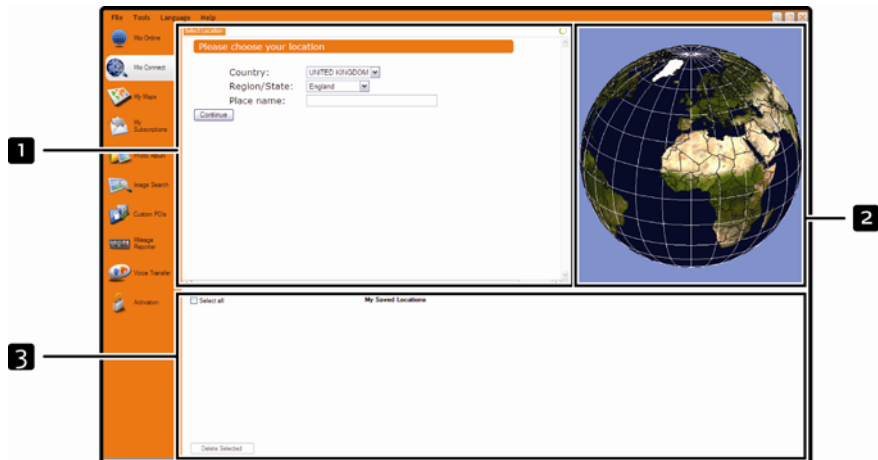 File Tools Language Help
Mio Online
Mio Connect
My Maps
My
Subscriptions
Photo Album
Image Search
Custom POIs
Mileage
Reporter
Voice Transfer
Activation
Select Location
Please choose your location
Country: UNITED KINGDOM
Region/State: England
Place name:
Continue
Select all
My Saved Locations
Delete Selected
1
2
3